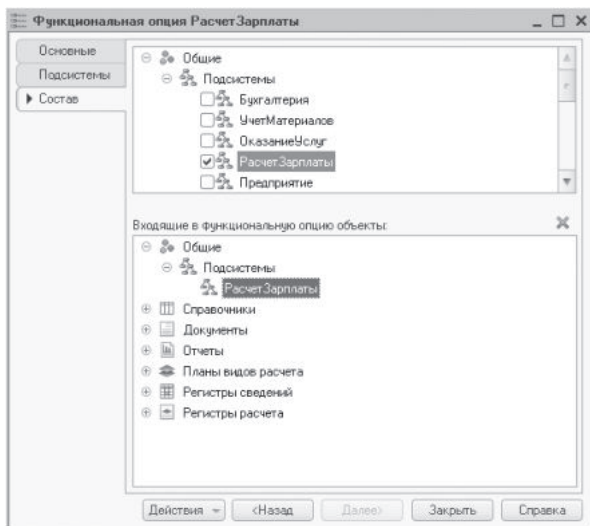 Функциональная опция РасчетЗарплаты
Основные
Подсистемы
Состав
Общие
Подсистемы
Бухгалтерия
УчетМатериалов
ОказаниеУслуг
РасчетЗарплаты
Предприятие
Входящие в функциональную опцию объекты:
Общие
Подсистемы
РасчетЗарплаты
Справочники
Документы
Отчеты
Планы видов расчета
Регистры сведений
Регистры расчета
Действия
<Назад
Далее>
Закрыть
Справка